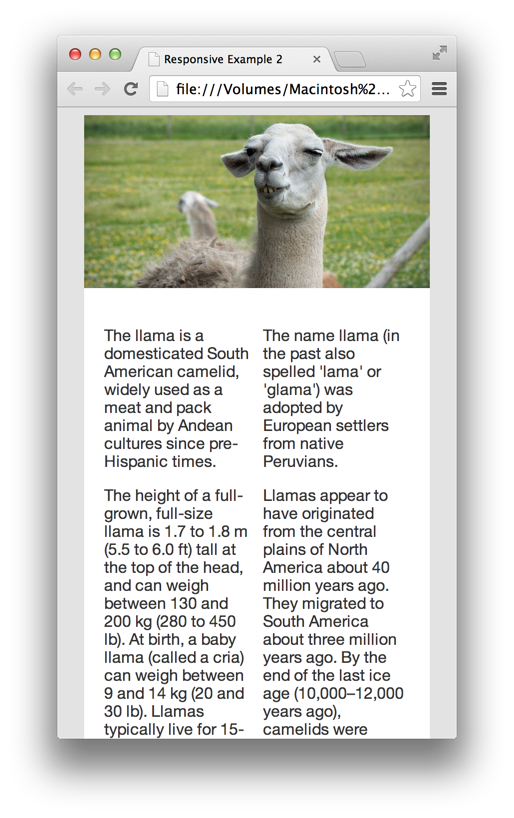 Responsive Example 2
file:///Volumes/Macintosh%2...
The llama is a
domesticated South
American camelid,
widely used as a
meat and pack
animal by Andean
cultures since pre-
Hispanic times.
The height of a full-
grown, full-size
llama is 1.7 to 1.8 m
(5.5 to 6.0 ft) tall at
the top of the head,
and can weigh
between 130 and
200 kg (280 to 450
lb). At birth, a baby
llama (called a cria)
can weigh between
9 and 14 kg (20 and
30 lb). Llamas
typically live for 15-
The name llama (in
the past also
spelled 'lama' or
'glama') was
adopted by
European settlers
from native
Peruvians.
Llamas appear to
have originated
from the central
plains of North
America about 40
million years ago.
They migrated to
South America
about three million
years ago. By the
end of the last ice
age (10,000–12,000
years ago),
camelids were